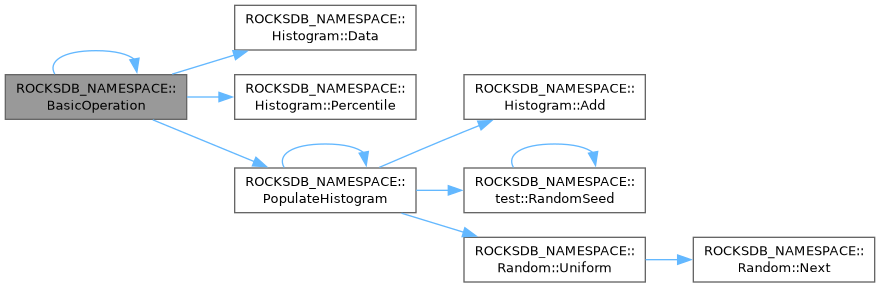 ROCKSDB_NAMESPACE::
BasicOperation
ROCKSDB_NAMESPACE::
Histogram::Data
ROCKSDB_NAMESPACE::
Histogram::Percentile
ROCKSDB_NAMESPACE::
PopulateHistogram
ROCKSDB_NAMESPACE::
Histogram::Add
ROCKSDB_NAMESPACE::
test::RandomSeed
ROCKSDB_NAMESPACE::
Random::Uniform
ROCKSDB_NAMESPACE::
Random::Next